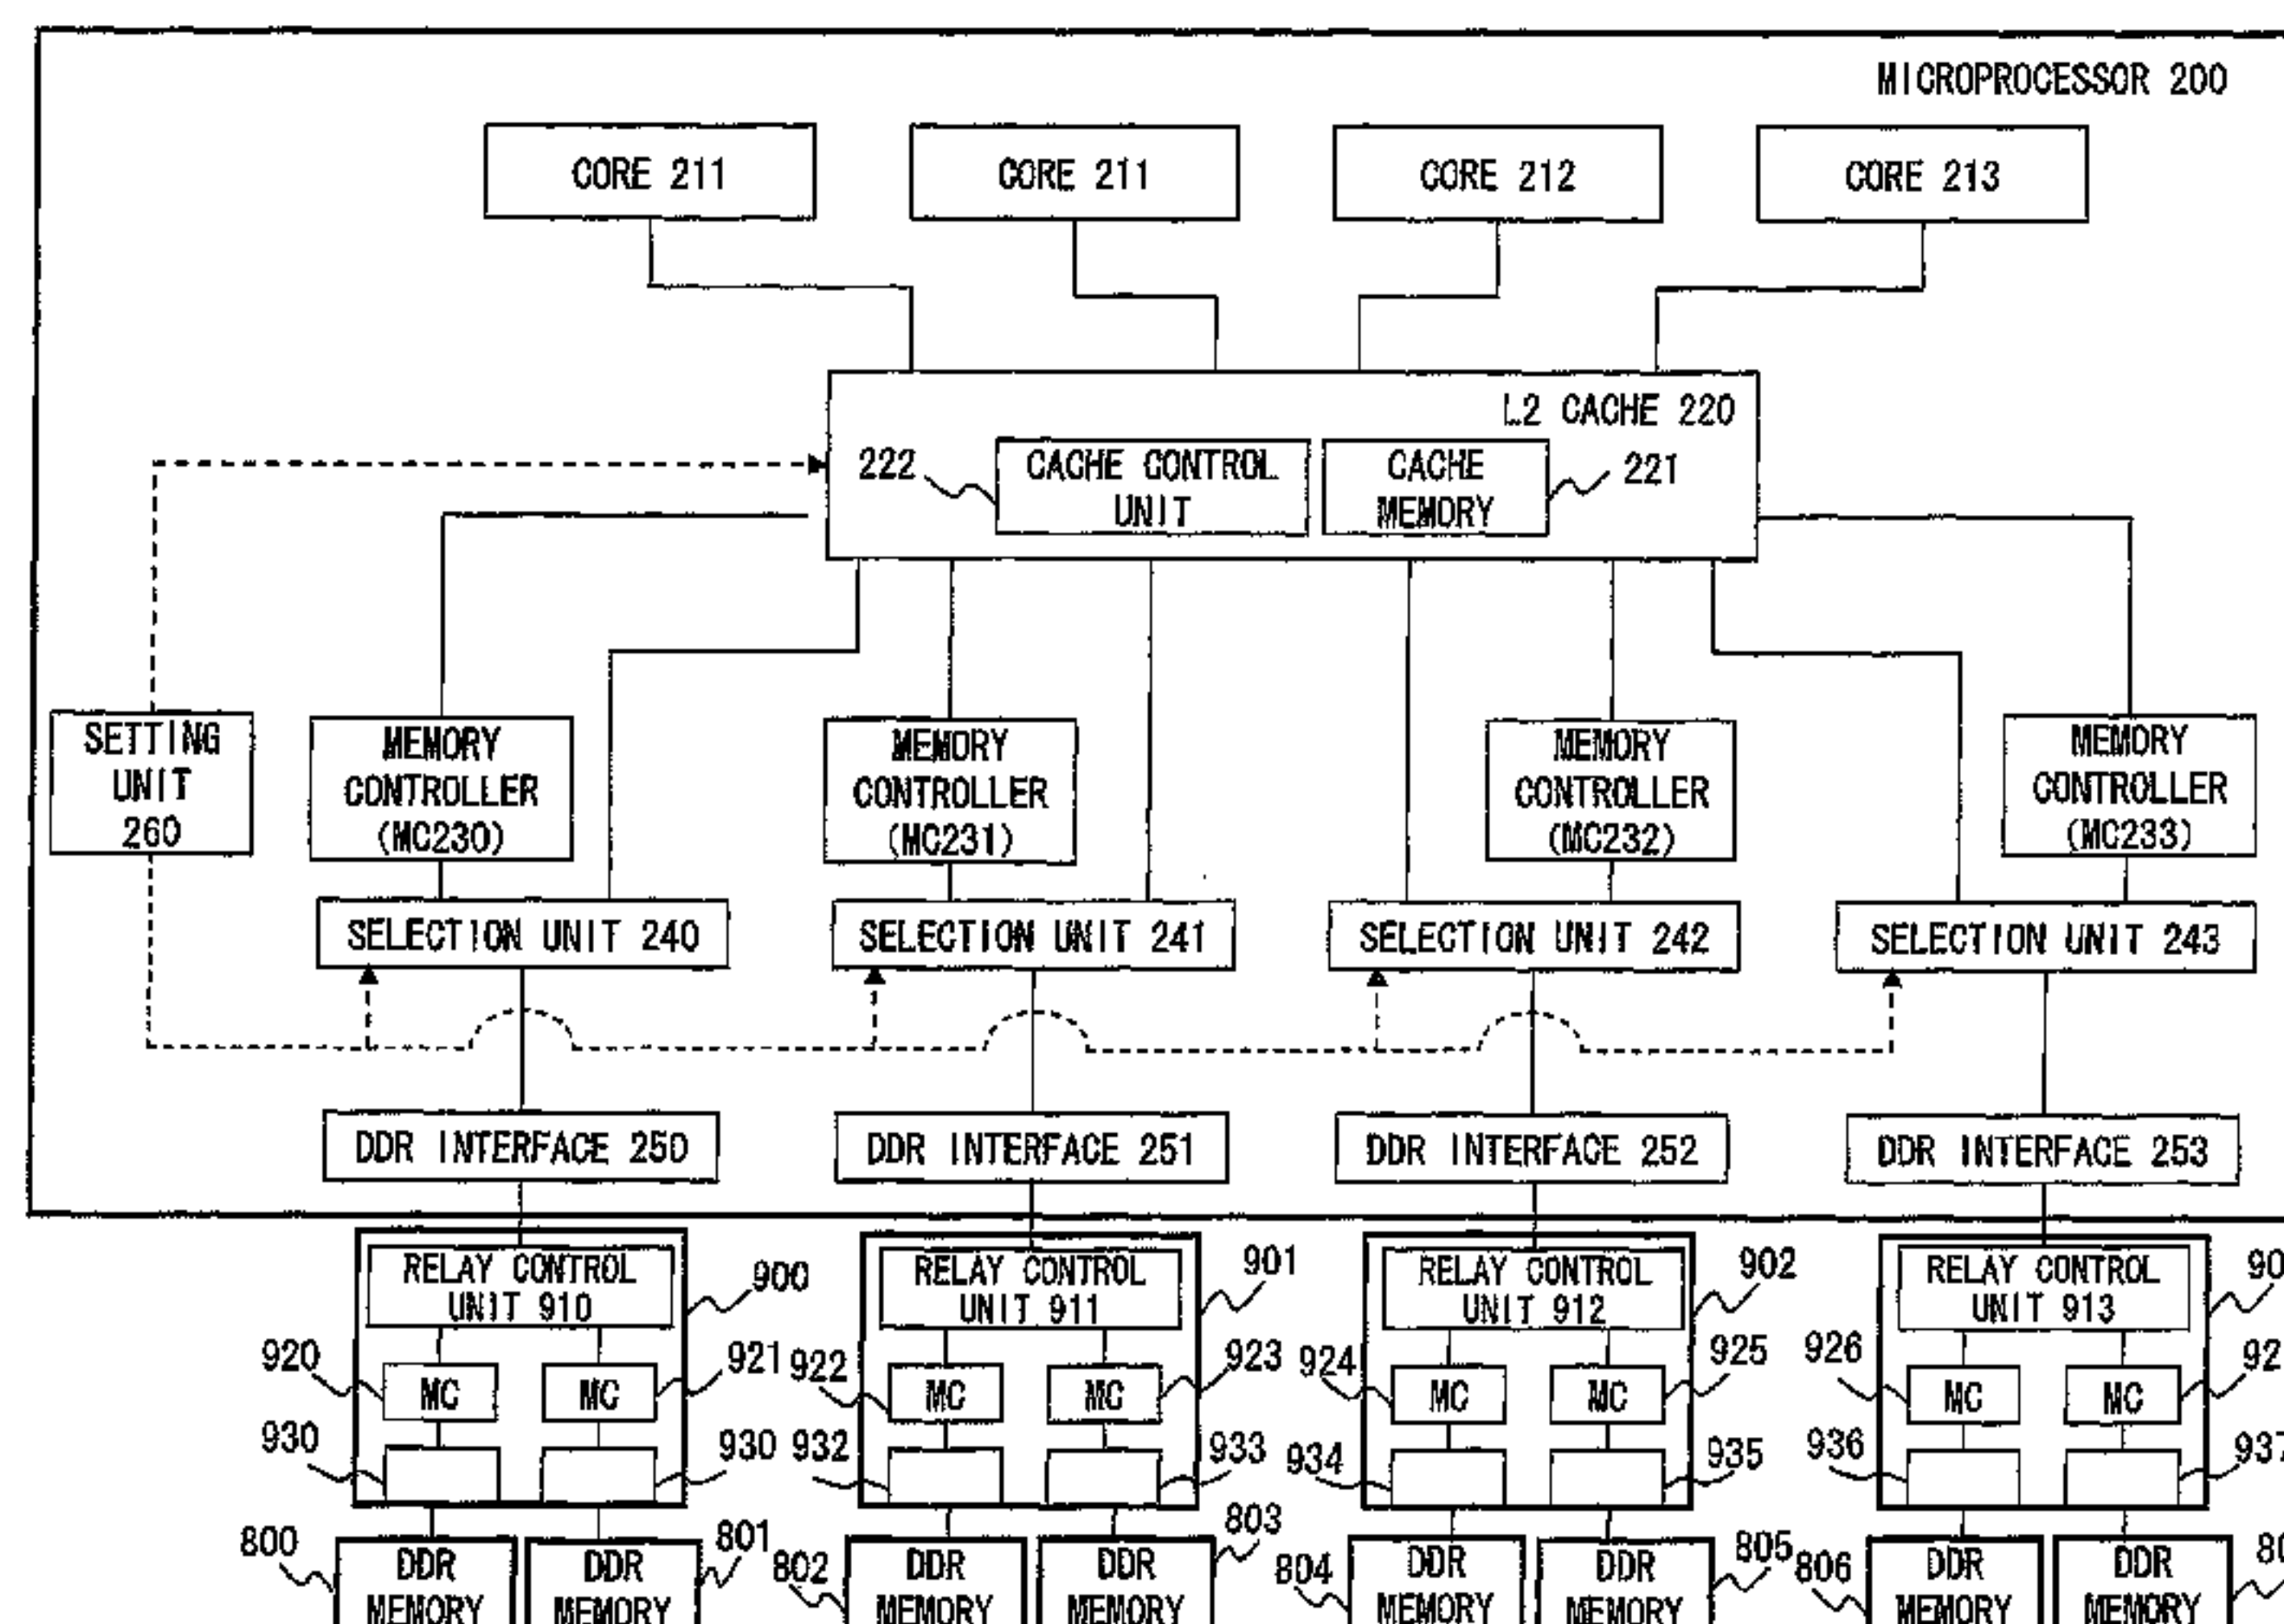 MICROPROCESSOR 200
CORE 211
CORE 211
CORE 212
CORE 213
L2 CACHE 220
222
CACHE CONTROL
UNIT
CACHE
MEMORY
221
SETTING
UNIT
260
MEMORY
CONTROLLER
(MC230)
MEMORY
CONTROLLER
(MC231)
MEMORY
CONTROLLER
(MC232)
MEMORY
CONTROLLER
(MC233)
SELECTION UNIT 240
SELECTION UNIT 241
SELECTION UNIT 242
SELECTION UNIT 243
DDR INTERFACE 250
DDR INTERFACE 251
DDR INTERFACE 252
DDR INTERFACE 253
RELAY CONTROL
UNIT 910
900
RELAY CONTROL
UNIT 911
901
RELAY CONTROL
UNIT 912
902
RELAY CONTROL
UNIT 913
920
MC
MC
921
922
MC
MC
923
924
MC
MC
925
926
MC
MC
930
930
932
933
934
935
936
937
800
DDR
MEMORY
DDR
MEMORY
801
802
DDR
MEMORY
DDR
MEMORY
803
804
DDR
MEMORY
DDR
MEMORY
805
806
DDR
MEMORY
DDR
MEMORY